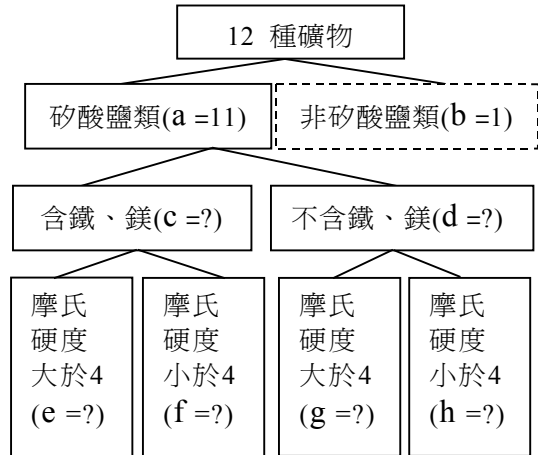 12 種礦物
矽酸鹽類(a =11)
非矽酸鹽類(b =1)
含鐵、鎂(c =?)
不含鐵、鎂(d =?)
摩氏
硬度
大於4
(e =?)
摩氏
硬度
小於4
(f =?)
摩氏
硬度
大於4
(g =?)
摩氏
硬度
小於4
(h =?)